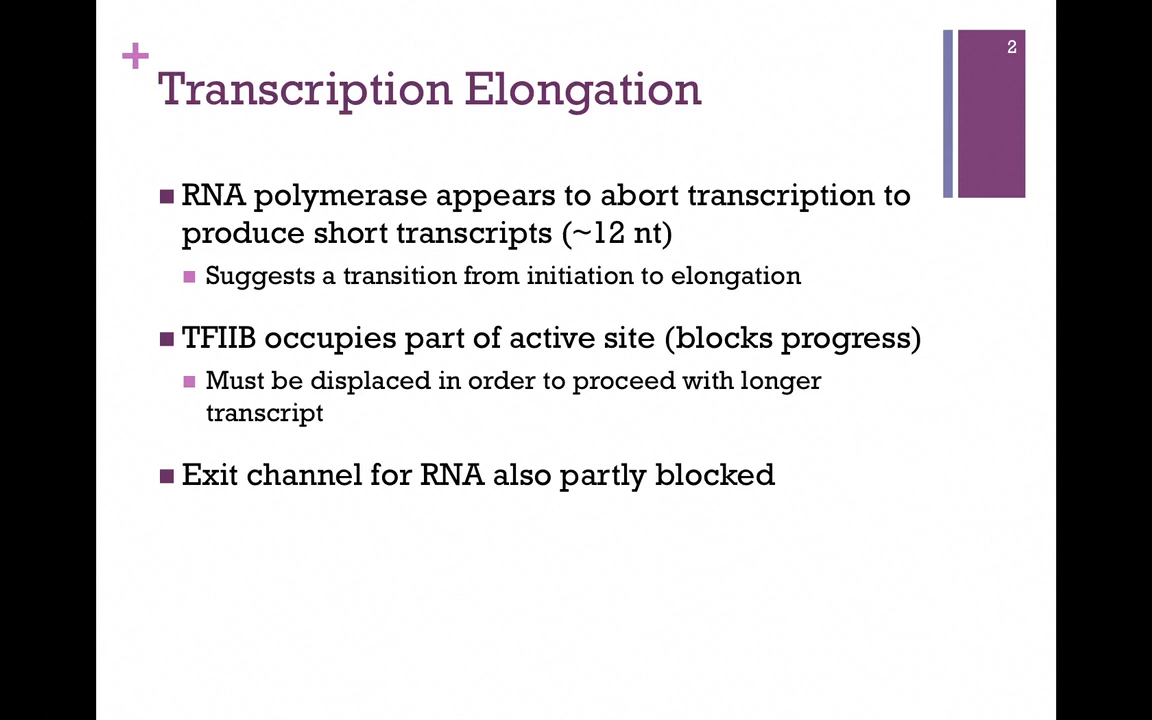 2
+
Transcription Elongation
RNA polymerase appears to abort transcription to
produce short transcripts (~12 nt)
Suggests a transition from initiation to elongation
TFIIB occupies part of active site (blocks progress)
Must be displaced in order to proceed with longer
transcript
Exit channel for RNA also partly blocked